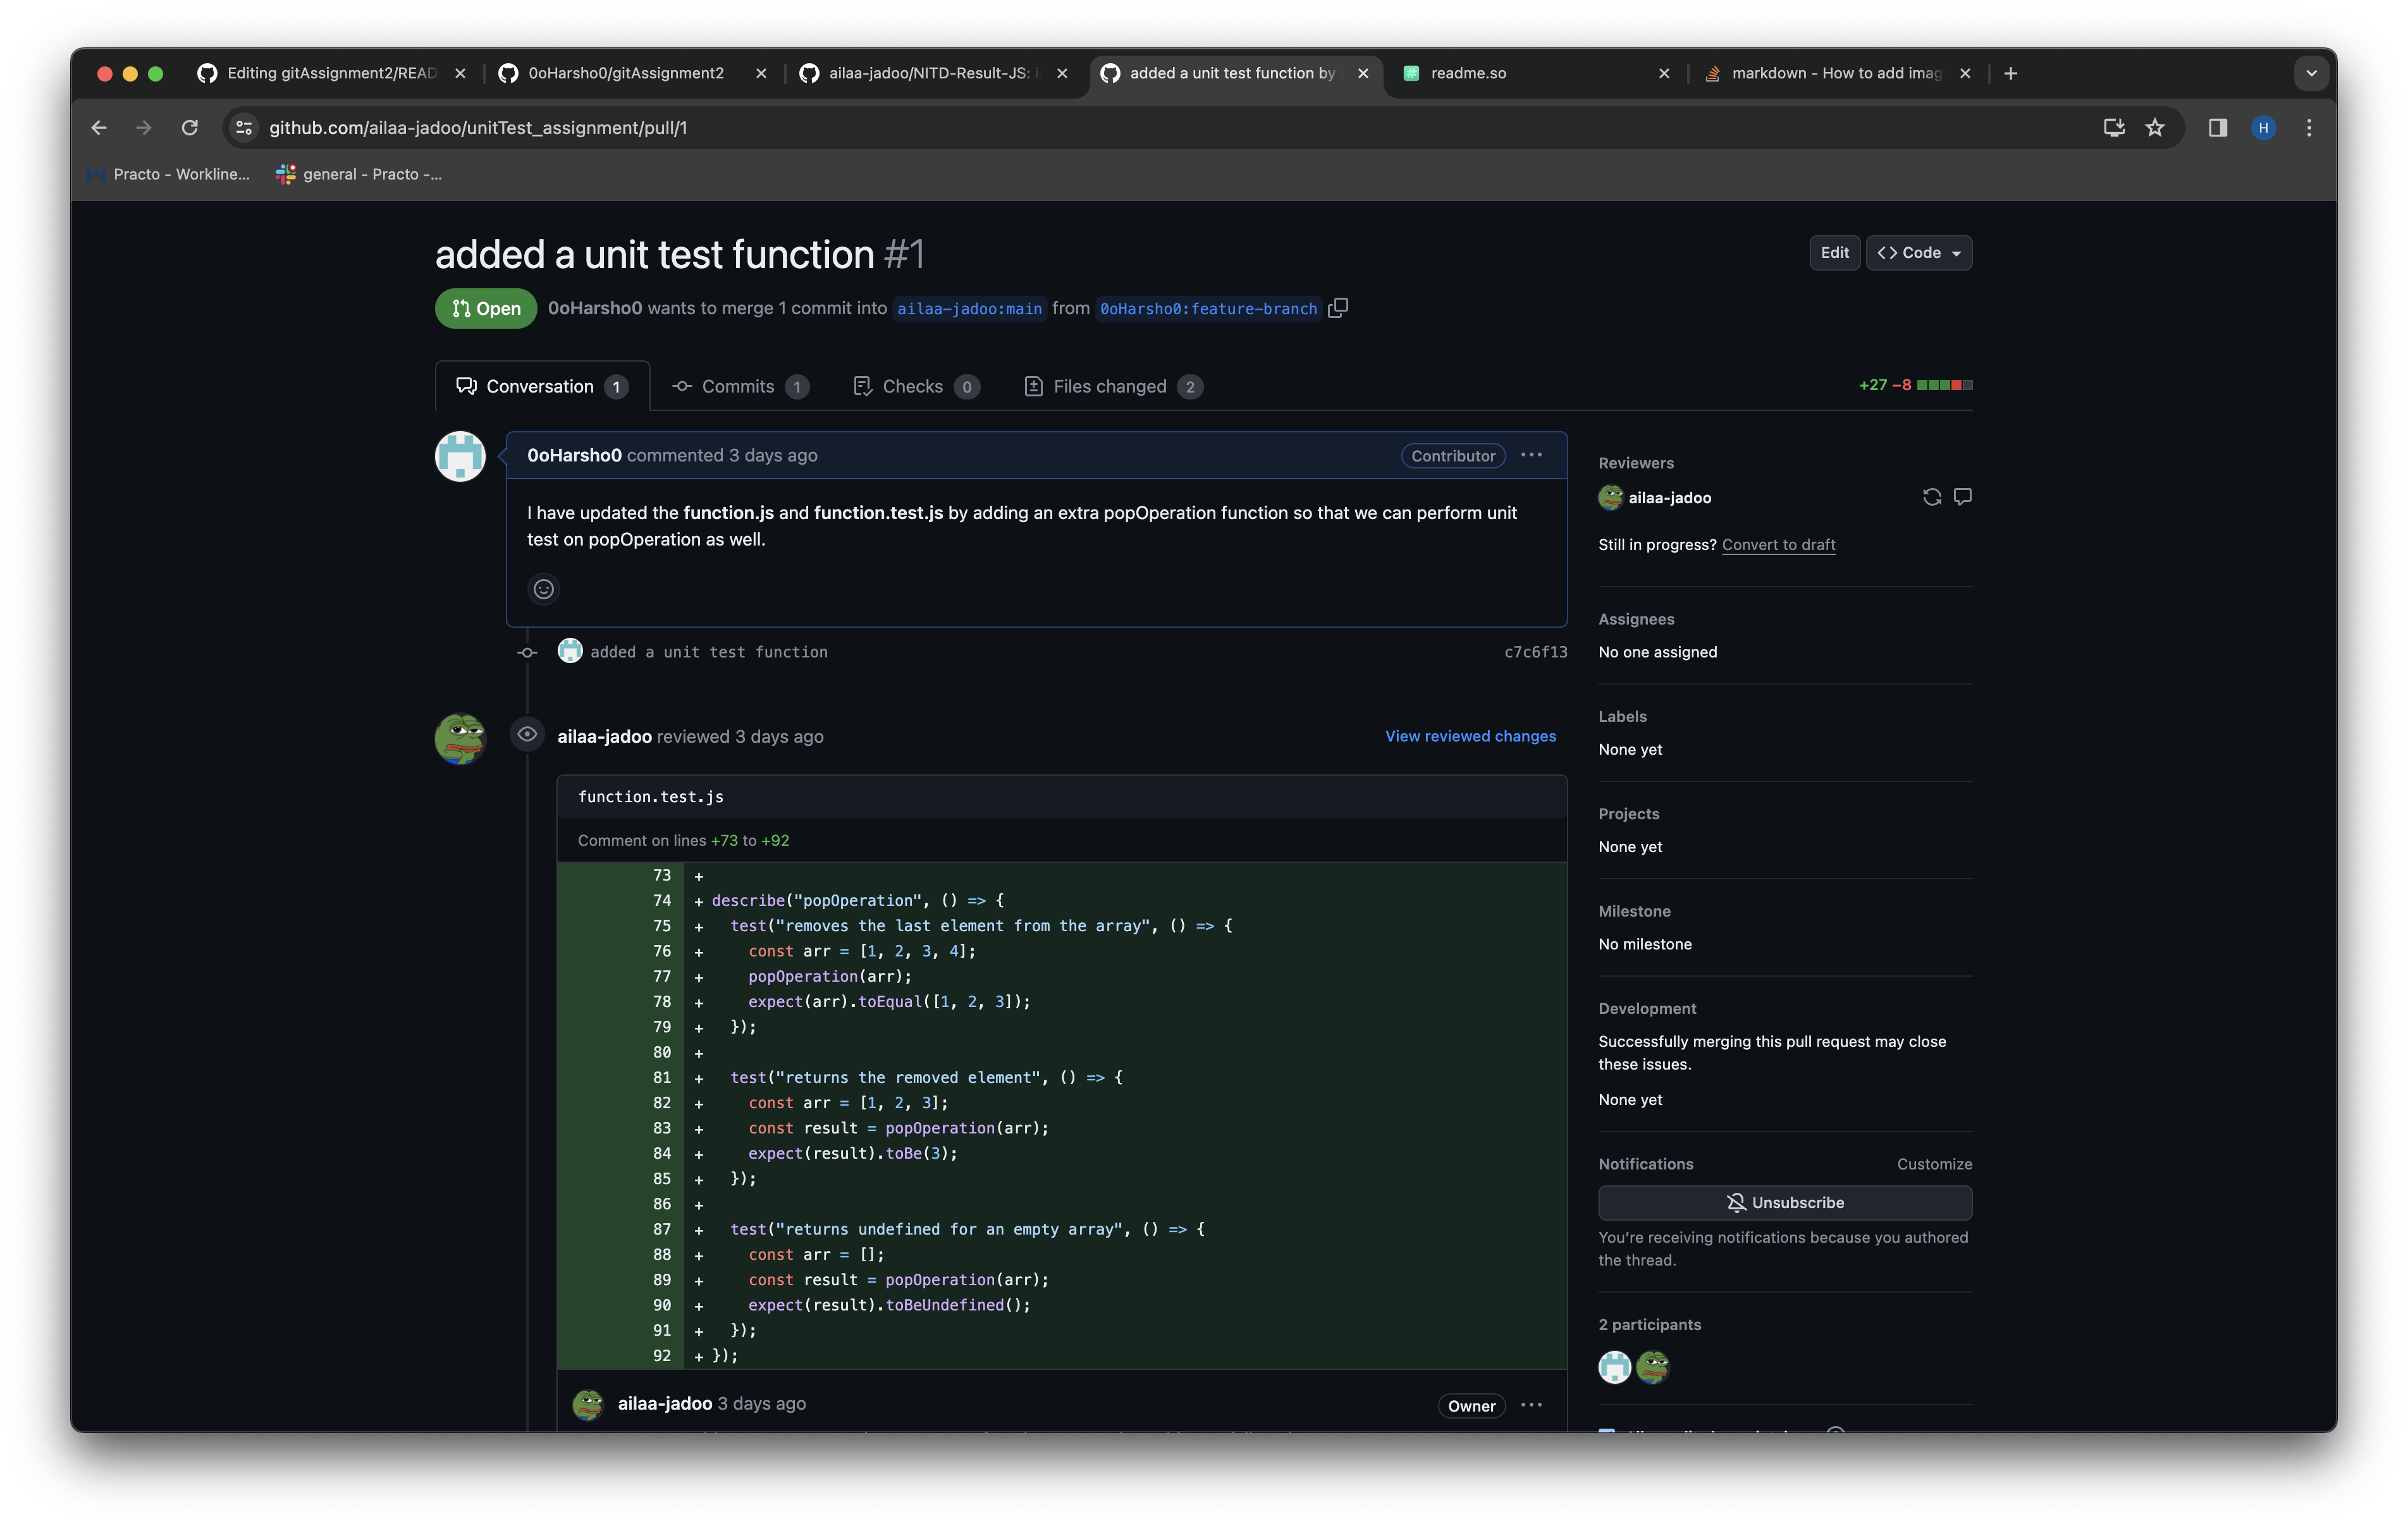 Editing gitAssignment2/READ
0oHarsho0/gitAssignment2
ailaa-jadoo/NITD-Result-JS: i
added a unit test function by
readme.so
markdown - How to add imag
github.com/ailaa-jadoo/unitTest_assignment/pull/1
H
Practo - Workline...
general - Practo -...
added a unit test function #1
Edit
<> Code
Open
0oHarsho0 wants to merge 1 commit into ailaa-jadoo:main from 0oHarsho0:feature-branch
Conversation 1
Commits 1
Checks 0
Files changed 2
+27 −8
0oHarsho0 commented 3 days ago
Contributor
I have updated the function.js and function.test.js by adding an extra popOperation function so that we can perform unit
test on popOperation as well.
added a unit test function
c7c6f13
ailaa-jadoo reviewed 3 days ago
View reviewed changes
function.test.js
Comment on lines +73 to +92
73 +
74 + describe("popOperation", () => {
75 +   test("removes the last element from the array", () => {
76 +     const arr = [1, 2, 3, 4];
77 +     popOperation(arr);
78 +     expect(arr).toEqual([1, 2, 3]);
79 +   });
80 +
81 +   test("returns the removed element", () => {
82 +     const arr = [1, 2, 3];
83 +     const result = popOperation(arr);
84 +     expect(result).toBe(3);
85 +   });
86 +
87 +   test("returns undefined for an empty array", () => {
88 +     const arr = [];
89 +     const result = popOperation(arr);
90 +     expect(result).toBeUndefined();
91 +   });
92 + });
ailaa-jadoo 3 days ago
Owner
Reviewers
ailaa-jadoo
Still in progress? Convert to draft
Assignees
No one assigned
Labels
None yet
Projects
None yet
Milestone
No milestone
Development
Successfully merging this pull request may close
these issues.
None yet
Notifications
Customize
Unsubscribe
You're receiving notifications because you authored
the thread.
2 participants